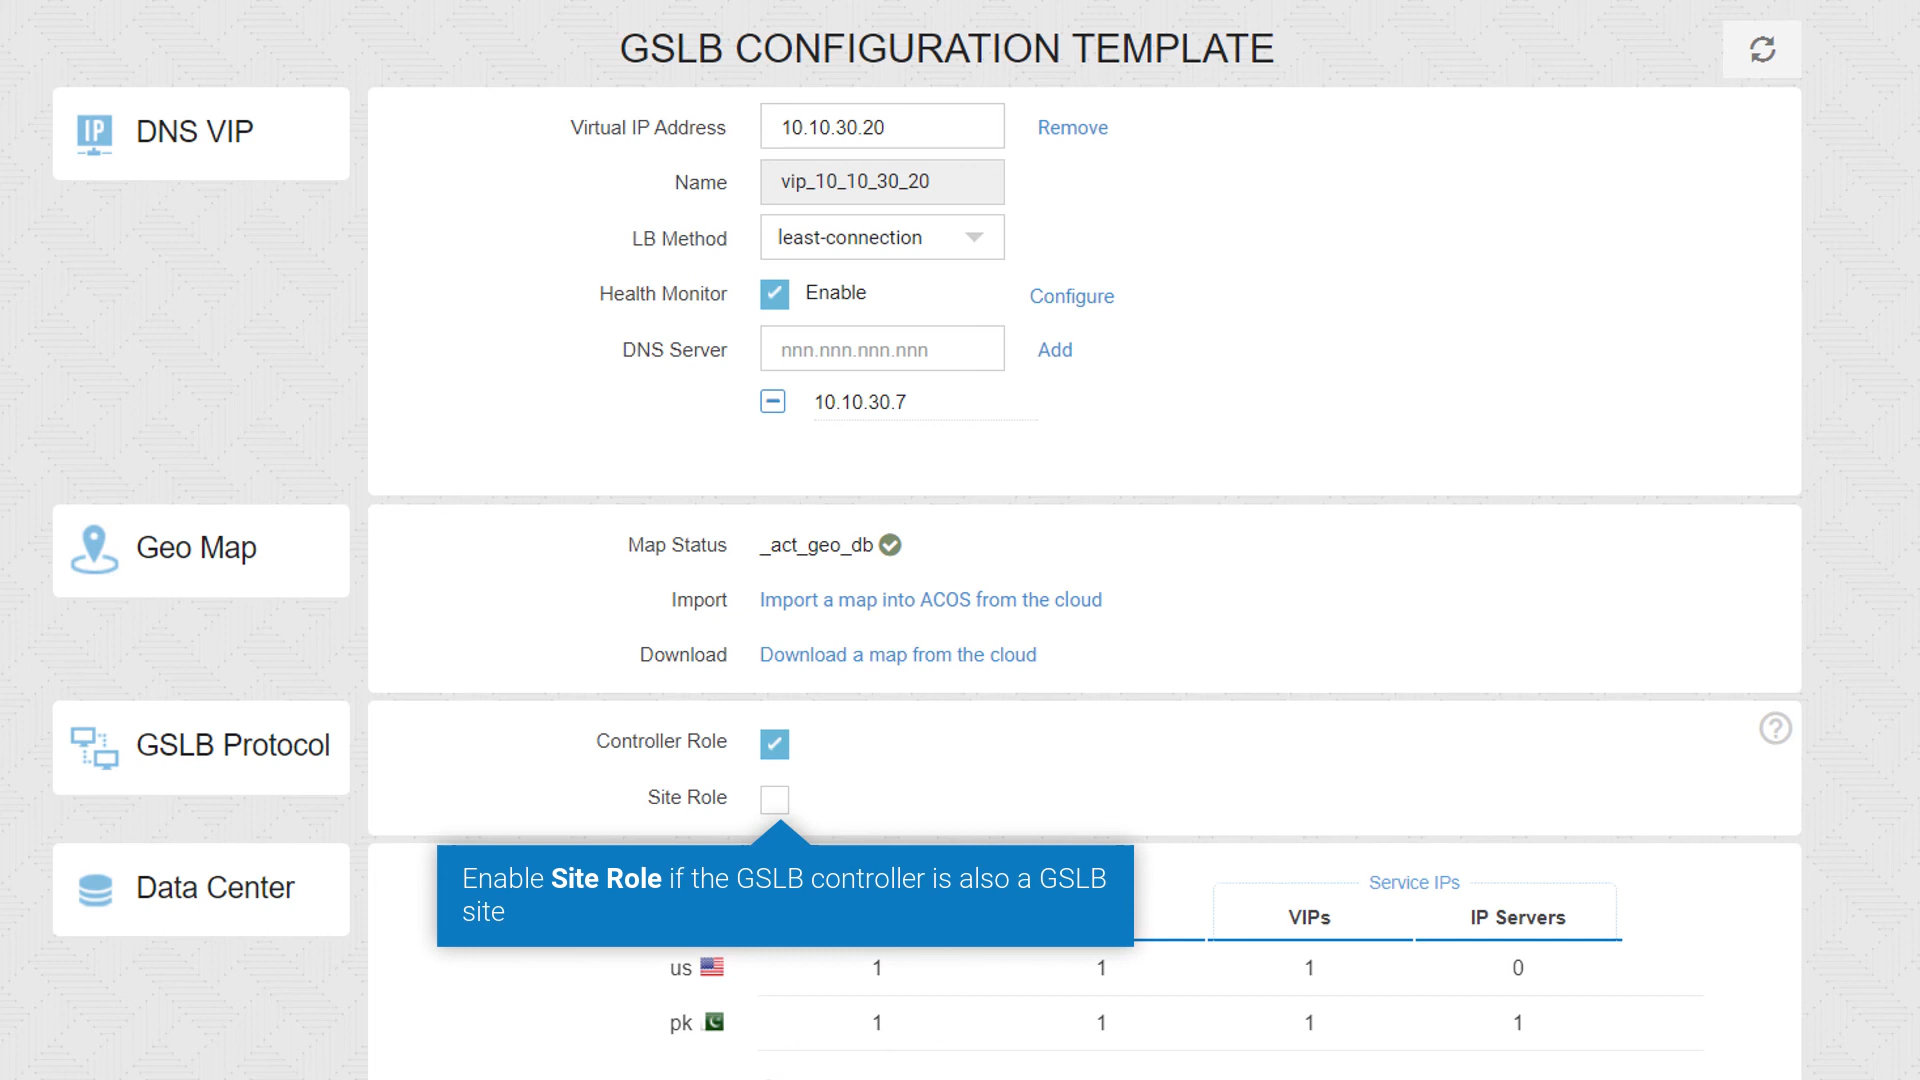 GSLB CONFIGURATION TEMPLATE
IP DNS VIP
Virtual IP Address 10.10.30.20 Remove
Name vip_10_10_30_20
LB Method least-connection
Health Monitor Enable Configure
DNS Server nnn.nnn.nnn.nnn Add
10.10.30.7
Geo Map
Map Status _act_geo_db
Import Import a map into ACOS from the cloud
Download Download a map from the cloud
GSLB Protocol
Controller Role
?
Site Role
Enable Site Role if the GSLB controller is also a GSLB
site
Data Center
Service IPs
VIPs IP Servers
us 1 1 1 0
pk 1 1 1 1